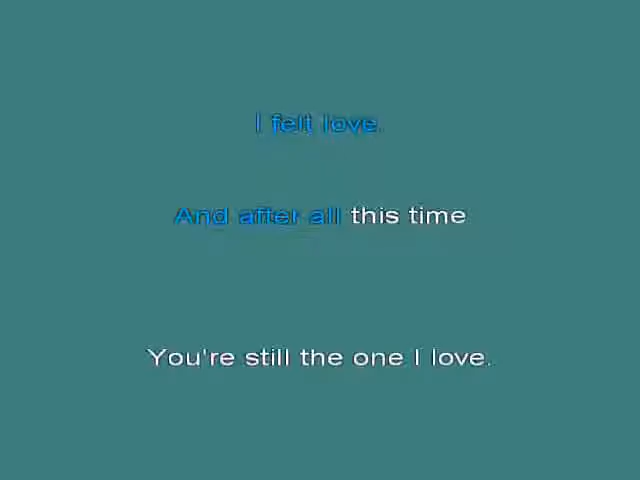 I felt love.
And after all this time
You're still the one I love.